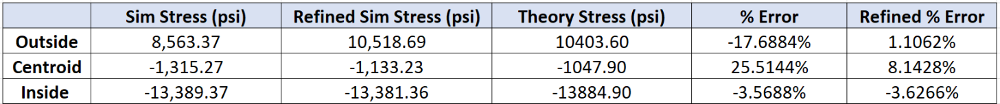 Sim Stress (psi) Refined Sim Stress (psi) Theory Stress (psi) % Error Refined % Error
Outside 8,563.37 10,518.69 10403.60 -17.6884% 1.1062%
Centroid -1,315.27 -1,133.23 -1047.90 25.5144% 8.1428%
Inside -13,389.37 -13,381.36 -13884.90 -3.5688% -3.6266%